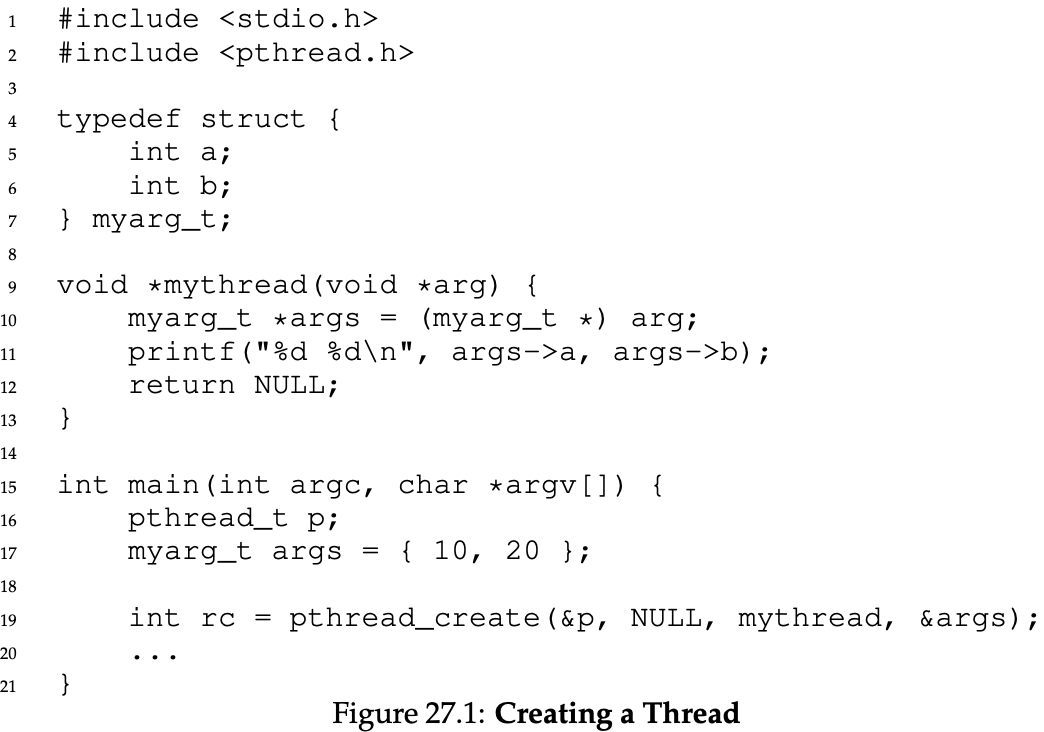 1 #include <stdio.h>
2 #include <pthread.h>
3
4 typedef struct {
5     int a;
6     int b;
7 } myarg_t;
8
9 void *mythread(void *arg) {
10     myarg_t *args = (myarg_t *) arg;
11     printf("%d %d\n", args->a, args->b);
12     return NULL;
13 }
14
15 int main(int argc, char *argv[]) {
16     pthread_t p;
17     myarg_t args = { 10, 20 };
18
19     int rc = pthread_create(&p, NULL, mythread, &args);
20     ...
21 }
Figure 27.1: Creating a Thread